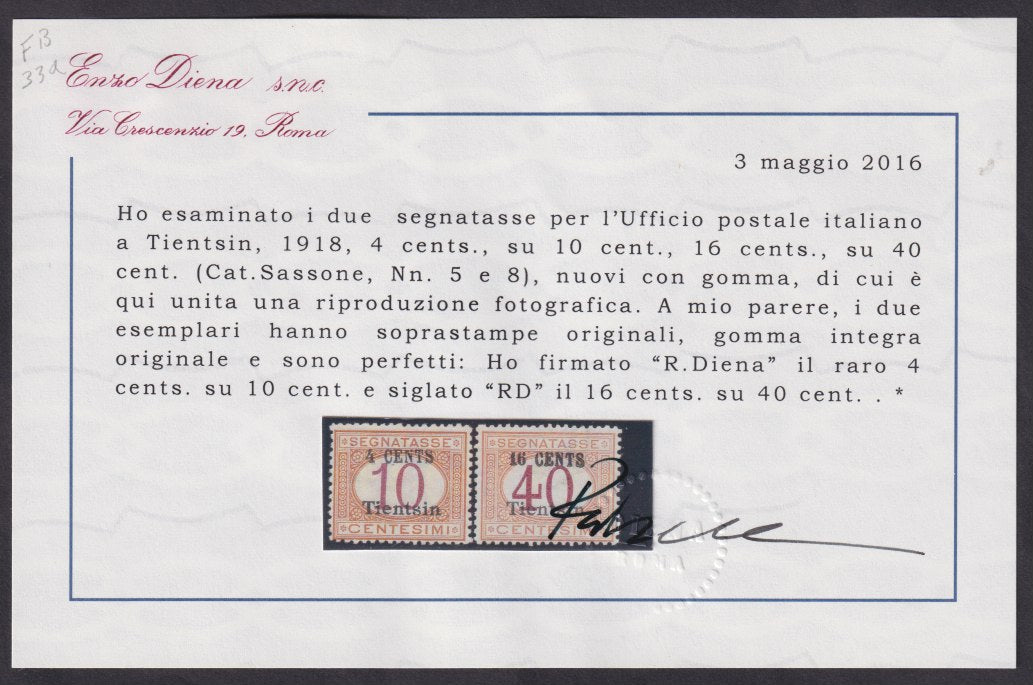 FB
33a
Enzo Diena s.n.c.
Via Crescenzio 19. Roma
3 maggio 2016
Ho esaminato i due segnatasse per l'Ufficio postale italiano
a Tientsin, 1918, 4 cents., su 10 cent., 16 cents., su 40
cent. (Cat.Sassone, Nn. 5 e 8), nuovi con gomma, di cui è
qui unita una riproduzione fotografica. A mio parere, i due
esemplari hanno soprastampe originali, gomma integra
originale e sono perfetti: Ho firmato “R.Diena” il raro 4
cents. su 10 cent. e siglato “RD” il 16 cents. su 40 cent. . *
SEGNATASSE
4 CENTS
10
Tientsin
CENTESIMI
SEGNATASSE
16 CENTS
40
Tientsin
CENTESIMI
ROMA